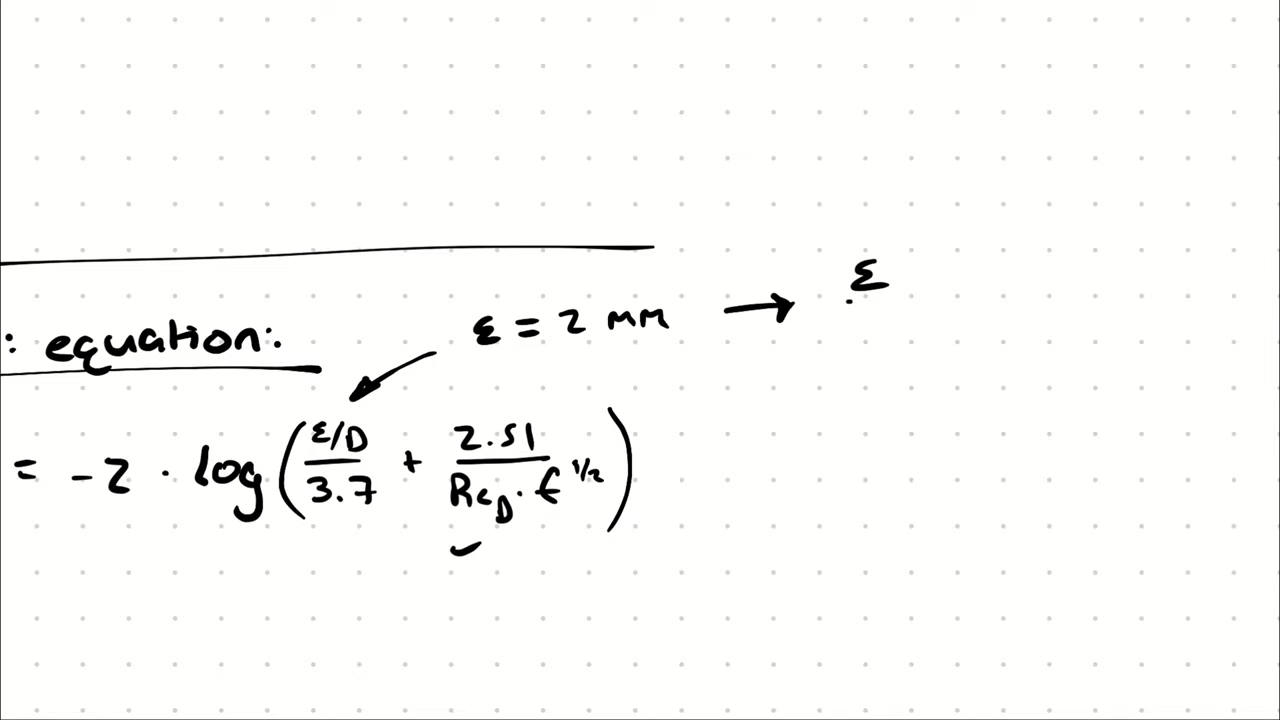 ε = 2 mm → ε
: equation:
= -2 · log( (ε/D)/3.7 + 2.51/(Re_D · f^1/2) )